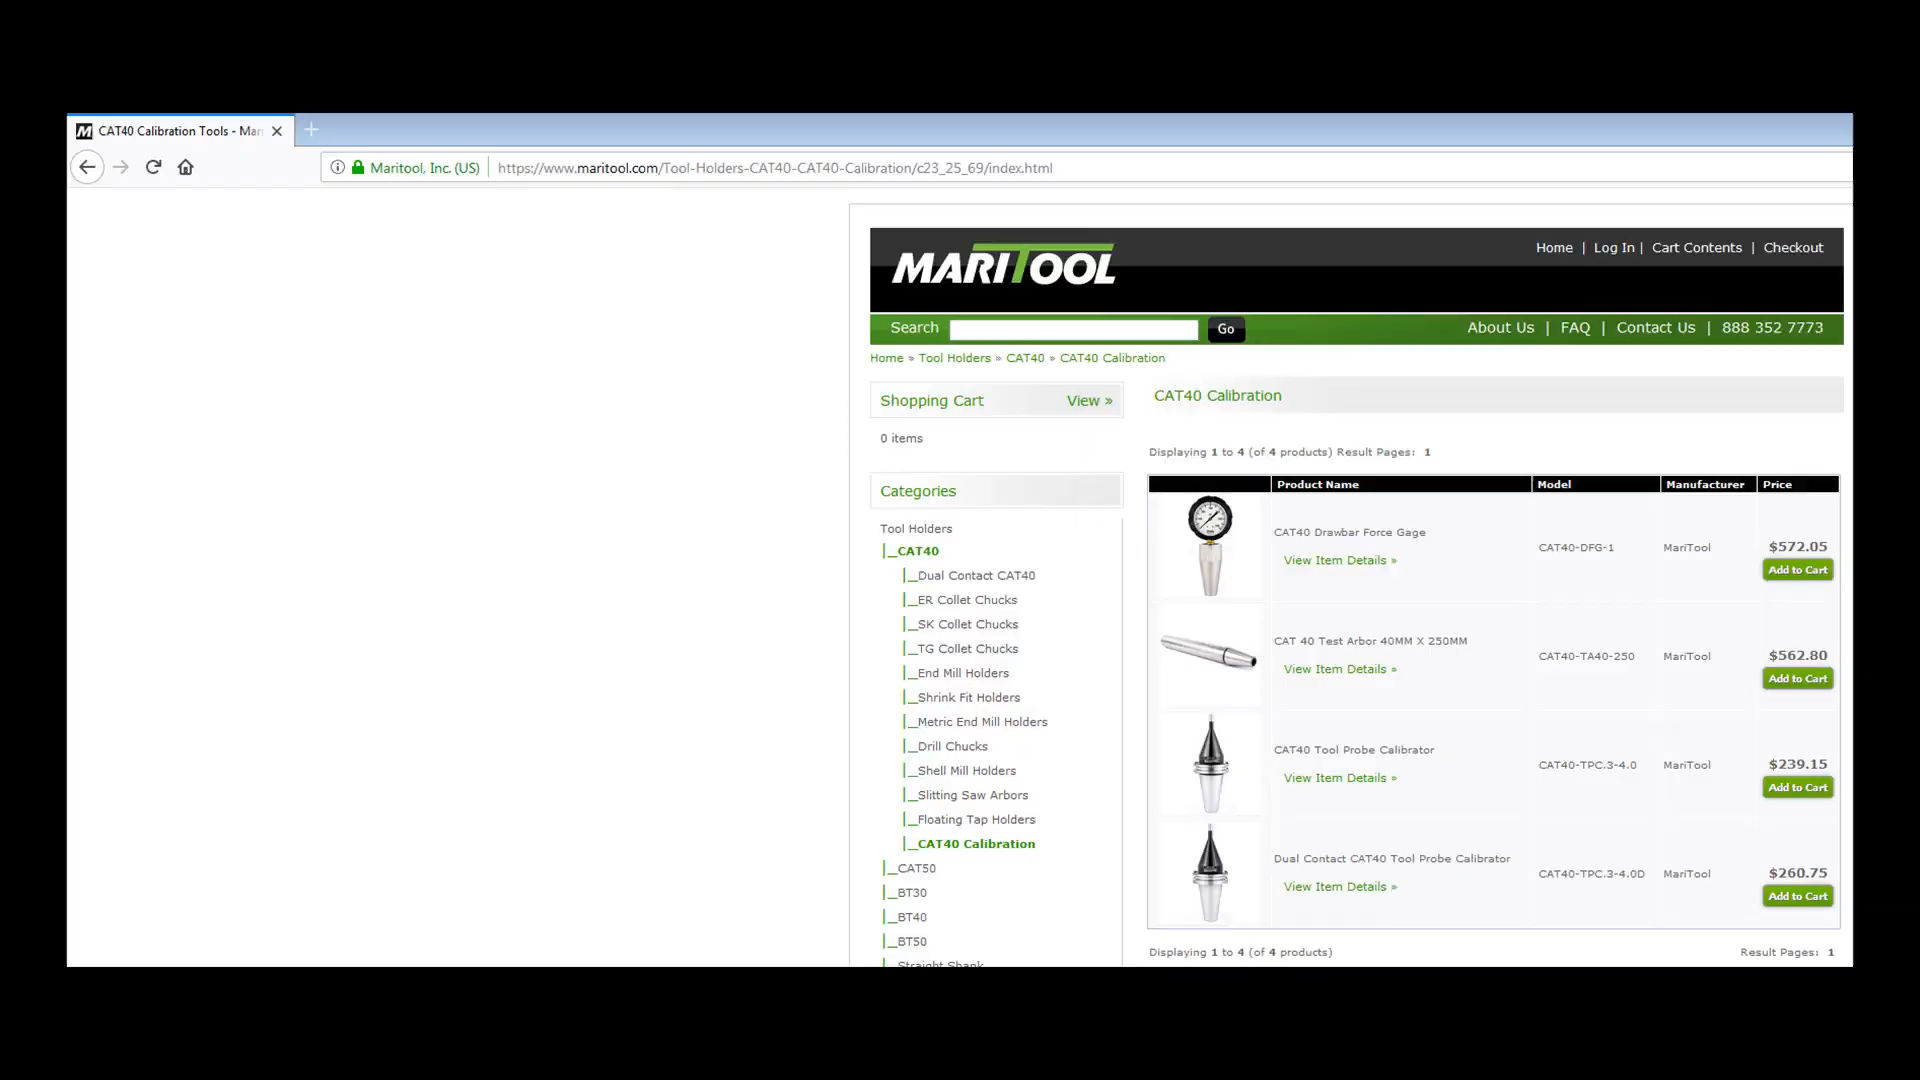 CAT40 Calibration Tools - Mar
Maritool, Inc. (US)
https://www.maritool.com/Tool-Holders-CAT40-CAT40-Calibration/c23_25_69/index.html
MARITOOL
Home | Log In | Cart Contents | Checkout
Search Go About Us | FAQ | Contact Us | 888 352 7773
Home » Tool Holders » CAT40 » CAT40 Calibration
Shopping Cart View »
0 items
Categories
Tool Holders
|_CAT40
|_Dual Contact CAT40
|_ER Collet Chucks
|_SK Collet Chucks
|_TG Collet Chucks
|_End Mill Holders
|_Shrink Fit Holders
|_Metric End Mill Holders
|_Drill Chucks
|_Shell Mill Holders
|_Slitting Saw Arbors
|_Floating Tap Holders
|_CAT40 Calibration
|_CAT50
|_BT30
|_BT40
|_BT50
|_Straight Shank
CAT40 Calibration
Displaying 1 to 4 (of 4 products) Result Pages: 1
Product Name Model Manufacturer Price
CAT40 Drawbar Force Gage
View Item Details »
CAT40-DFG-1 MariTool $572.05
Add to Cart
CAT 40 Test Arbor 40MM X 250MM
View Item Details »
CAT40-TA40-250 MariTool $562.80
Add to Cart
CAT40 Tool Probe Calibrator
View Item Details »
CAT40-TPC.3-4.0 MariTool $239.15
Add to Cart
Dual Contact CAT40 Tool Probe Calibrator
View Item Details »
CAT40-TPC.3-4.0D MariTool $260.75
Add to Cart
Displaying 1 to 4 (of 4 products) Result Pages: 1